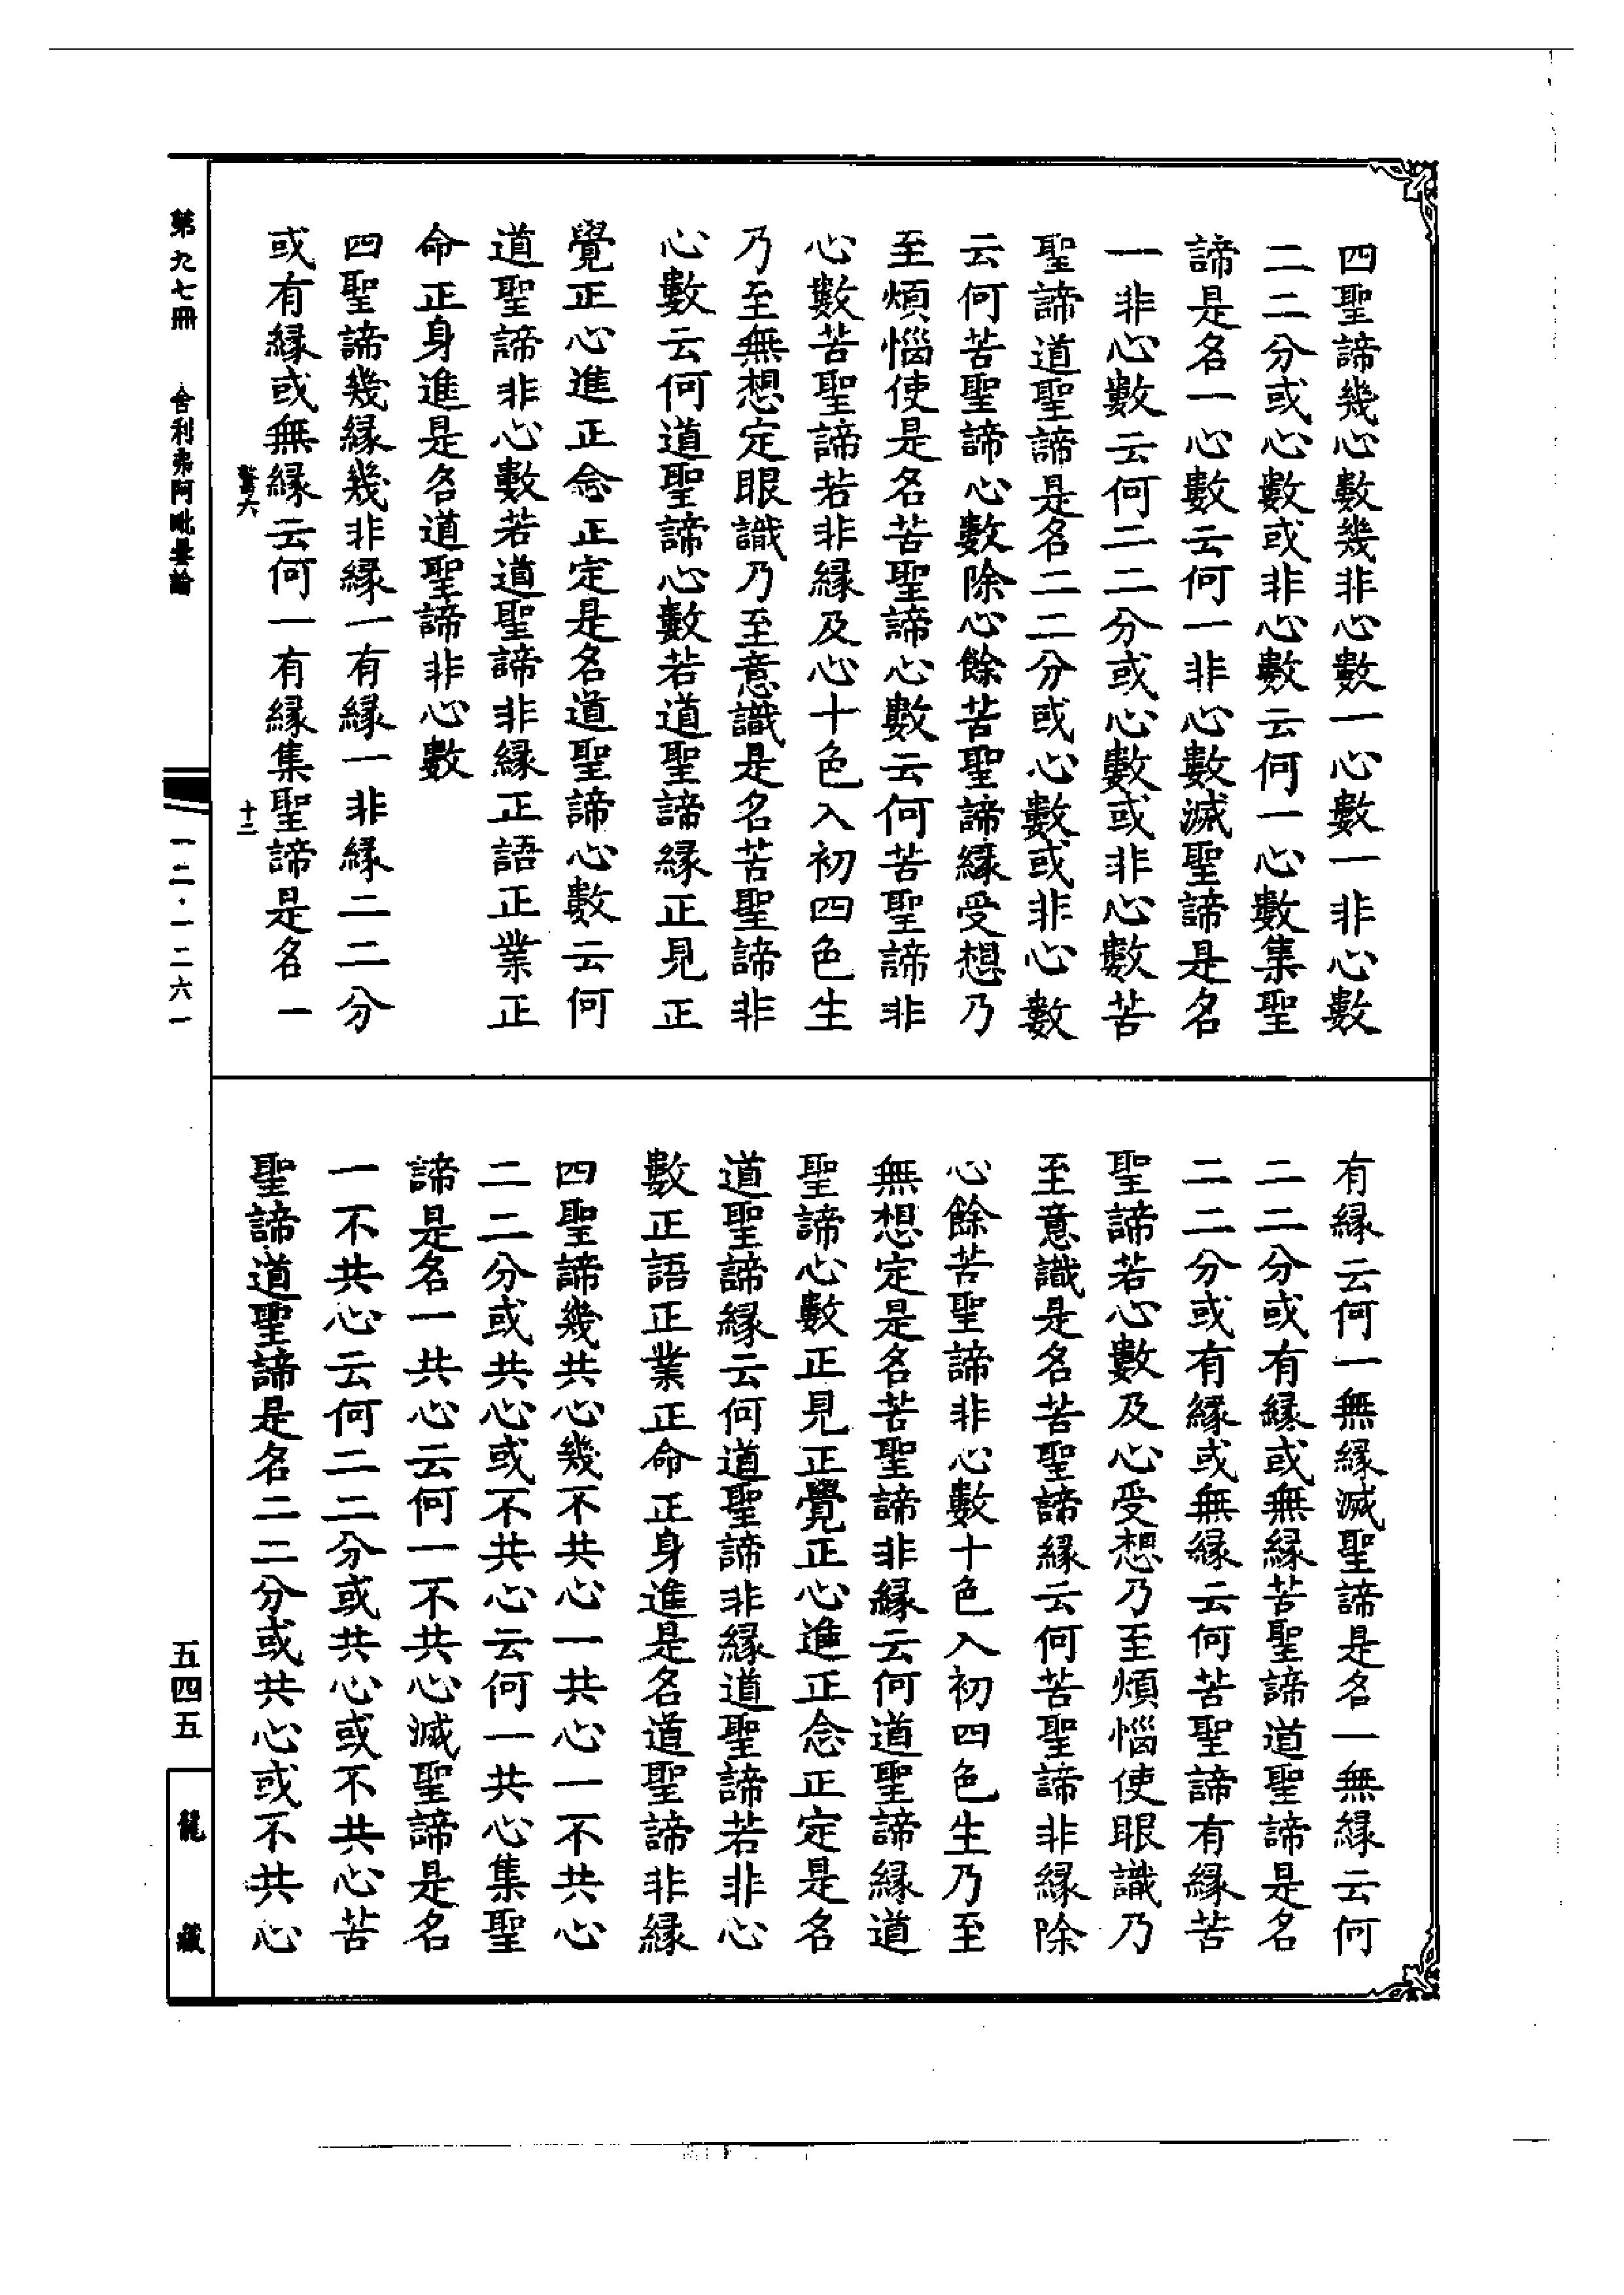 四聖諦幾心數幾非心數一心數一非心數
二二分或心數或非心數云何一心數集聖
諦是名一心數云何一非心數滅聖諦是名
一非心數云何二二分或心數或非心數苦
聖諦道聖諦是名二二分或心數或非心數
云何苦聖諦心數除心餘苦聖諦緣受想乃
至煩惱使是名苦聖諦心數云何苦聖諦非
心數苦聖諦若非緣及心十色入初四色生
乃至無想定眼識乃至意識是名苦聖諦非
心數云何道聖諦心數若道聖諦緣正見正
覺正心進正念正定是名道聖諦心數云何
道聖諦非心數若道聖諦非緣正語正業正
命正身進是名道聖諦非心數
四聖諦幾緣幾非緣一有緣一非緣二二分
或有緣或無緣云何一有緣集聖諦是名一
有緣云何一無緣滅聖諦是名一無緣云何
二二分或有緣或無緣苦聖諦道聖諦是名
二二分或有緣或無緣云何苦聖諦有緣苦
聖諦若心數及心受想乃至煩惱使眼識乃
至意識是名苦聖諦緣云何苦聖諦非緣除
心餘苦聖諦非心數十色入初四色生乃至
無想定是名苦聖諦非緣云何道聖諦緣道
聖諦心數正見正覺正心進正念正定是名
道聖諦緣云何道聖諦非緣道聖諦若非心
數正語正業正命正身進是名道聖諦非緣
四聖諦幾共心幾不共心一共心一不共心
二二分或共心或不共心云何一共心集聖
諦是名一共心云何一不共心滅聖諦是名
一不共心云何二二分或共心或不共心苦
聖諦道聖諦是名二二分或共心或不共心
第九七冊 舍利弗阿毗曇論
一二·一二六一
五四五
龍藏
六
十二